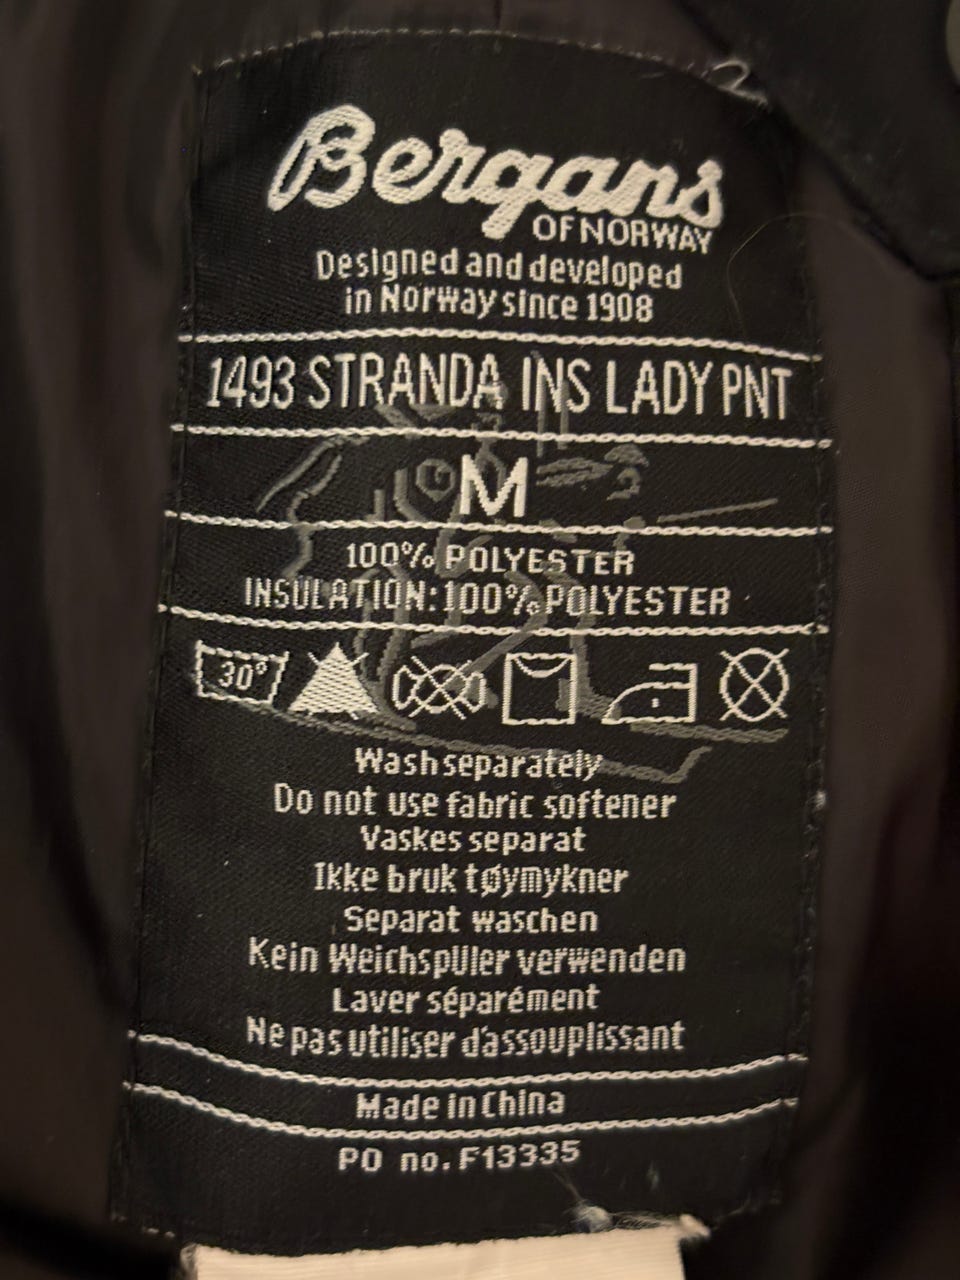 Bergans
OF NORWAY
Designed and developed
in Norway since 1908
1493 STRANDA INS LADY PNT
M
100% POLYESTER
INSULATION:100% POLYESTER
30°
Wash separately
Do not use fabric softener
Vaskes separat
Ikke bruk tøymykner
Separat waschen
Kein Weichspüler verwenden
Laver séparément
Ne pas utiliser d'assouplissant
Made in China
PO no. F13335